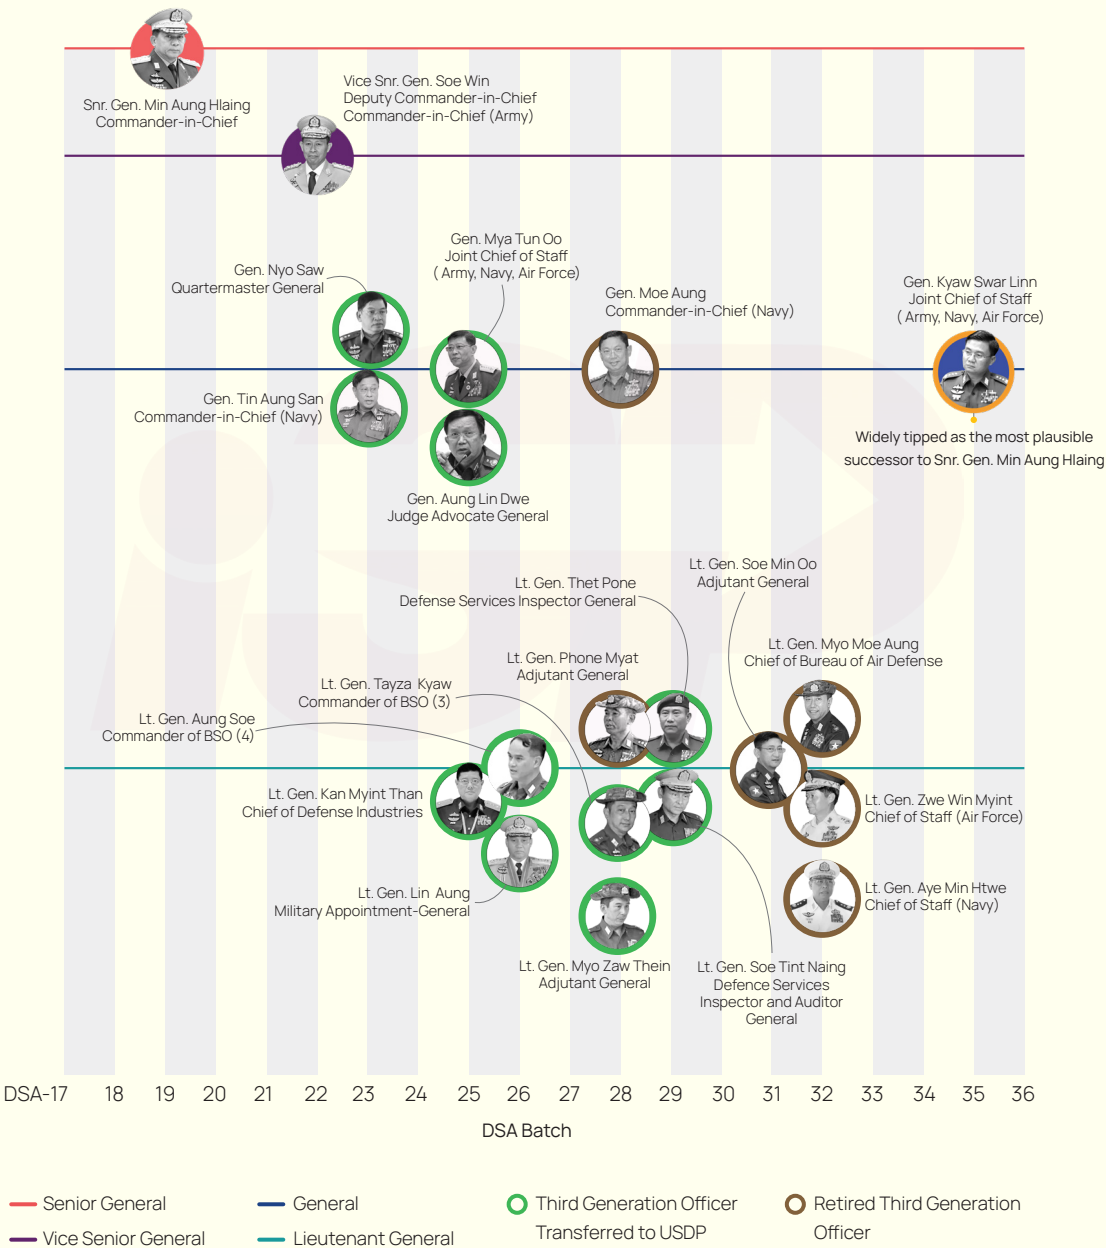 Snr. Gen. Min Aung Hlaing
Commander-in-Chief
Vice Snr. Gen. Soe Win
Deputy Commander-in-Chief
Commander-in-Chief (Army)
Gen. Nyo Saw
Quartermaster General
Gen. Mya Tun Oo
Joint Chief of Staff
( Army, Navy, Air Force)
Gen. Moe Aung
Commander-in-Chief (Navy)
Gen. Kyaw Swar Linn
Joint Chief of Staff
( Army, Navy, Air Force)
Gen. Tin Aung San
Commander-in-Chief (Navy)
Widely tipped as the most plausible
successor to Snr. Gen. Min Aung Hlaing
Gen. Aung Lin Dwe
Judge Advocate General
Lt. Gen. Soe Min Oo
Adjutant General
Lt. Gen. Thet Pone
Defense Services Inspector General
Lt. Gen. Myo Moe Aung
Chief of Bureau of Air Defense
Lt. Gen. Phone Myat
Adjutant General
Lt. Gen. Tayza Kyaw
Commander of BSO (3)
Lt. Gen. Aung Soe
Commander of BSO (4)
Lt. Gen. Kan Myint Than
Chief of Defense Industries
Lt. Gen. Zwe Win Myint
Chief of Staff (Air Force)
Lt. Gen. Lin Aung
Military Appointment-General
Lt. Gen. Aye Min Htwe
Chief of Staff (Navy)
Lt. Gen. Myo Zaw Thein
Adjutant General
Lt. Gen. Soe Tint Naing
Defence Services
Inspector and Auditor
General
DSA-17 18 19 20 21 22 23 24 25 26 27 28 29 30 31 32 33 34 35 36
DSA Batch
Senior General
Vice Senior General
General
Lieutenant General
Third Generation Officer
Transferred to USDP
Retired Third Generation
Officer